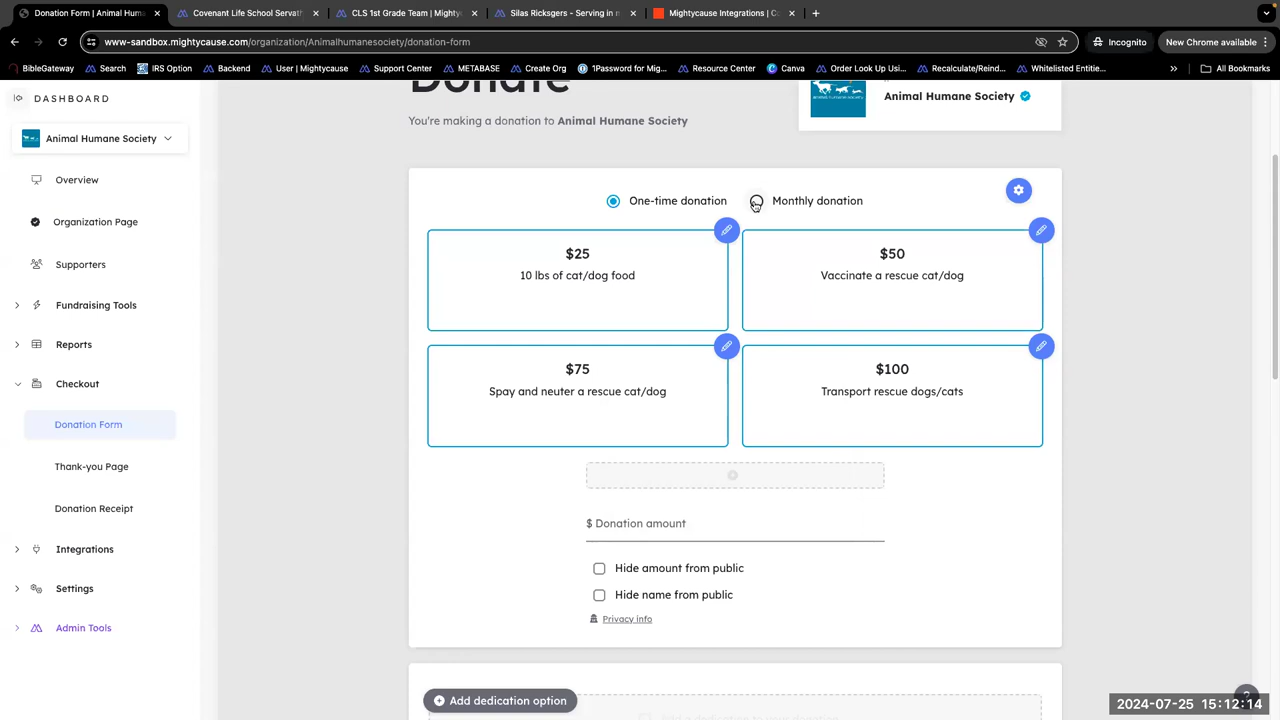 Donation Form | Animal Humane
Covenant Life School Servath
CLS 1st Grade Team | Mighty
Silas Ricksgers - Serving in
Mightycause Integrations | Co
www-sandbox.mightycause.com/organization/Animalhumanesociety/donation-form
Incognito
New Chrome available
BibleGateway
Search
IRS Option
Backend
User | Mightycause
Support Center
METABASE
Create Org
1Password for Mig...
Resource Center
Canva
Order Look Up Usi...
Recalculate/Reind...
Whitelisted Entitie...
»
All Bookmarks
DASHBOARD
Animal Humane Society
Overview
Organization Page
Supporters
Fundraising Tools
Reports
Checkout
Donation Form
Thank-you Page
Donation Receipt
Integrations
Settings
Admin Tools
Donate
You're making a donation to Animal Humane Society
Animal Humane Society
One-time donation
Monthly donation
$25
10 lbs of cat/dog food
$50
Vaccinate a rescue cat/dog
$75
Spay and neuter a rescue cat/dog
$100
Transport rescue dogs/cats
$ Donation amount
Hide amount from public
Hide name from public
Privacy info
Add dedication option
?
2024-07-25 15:12:14